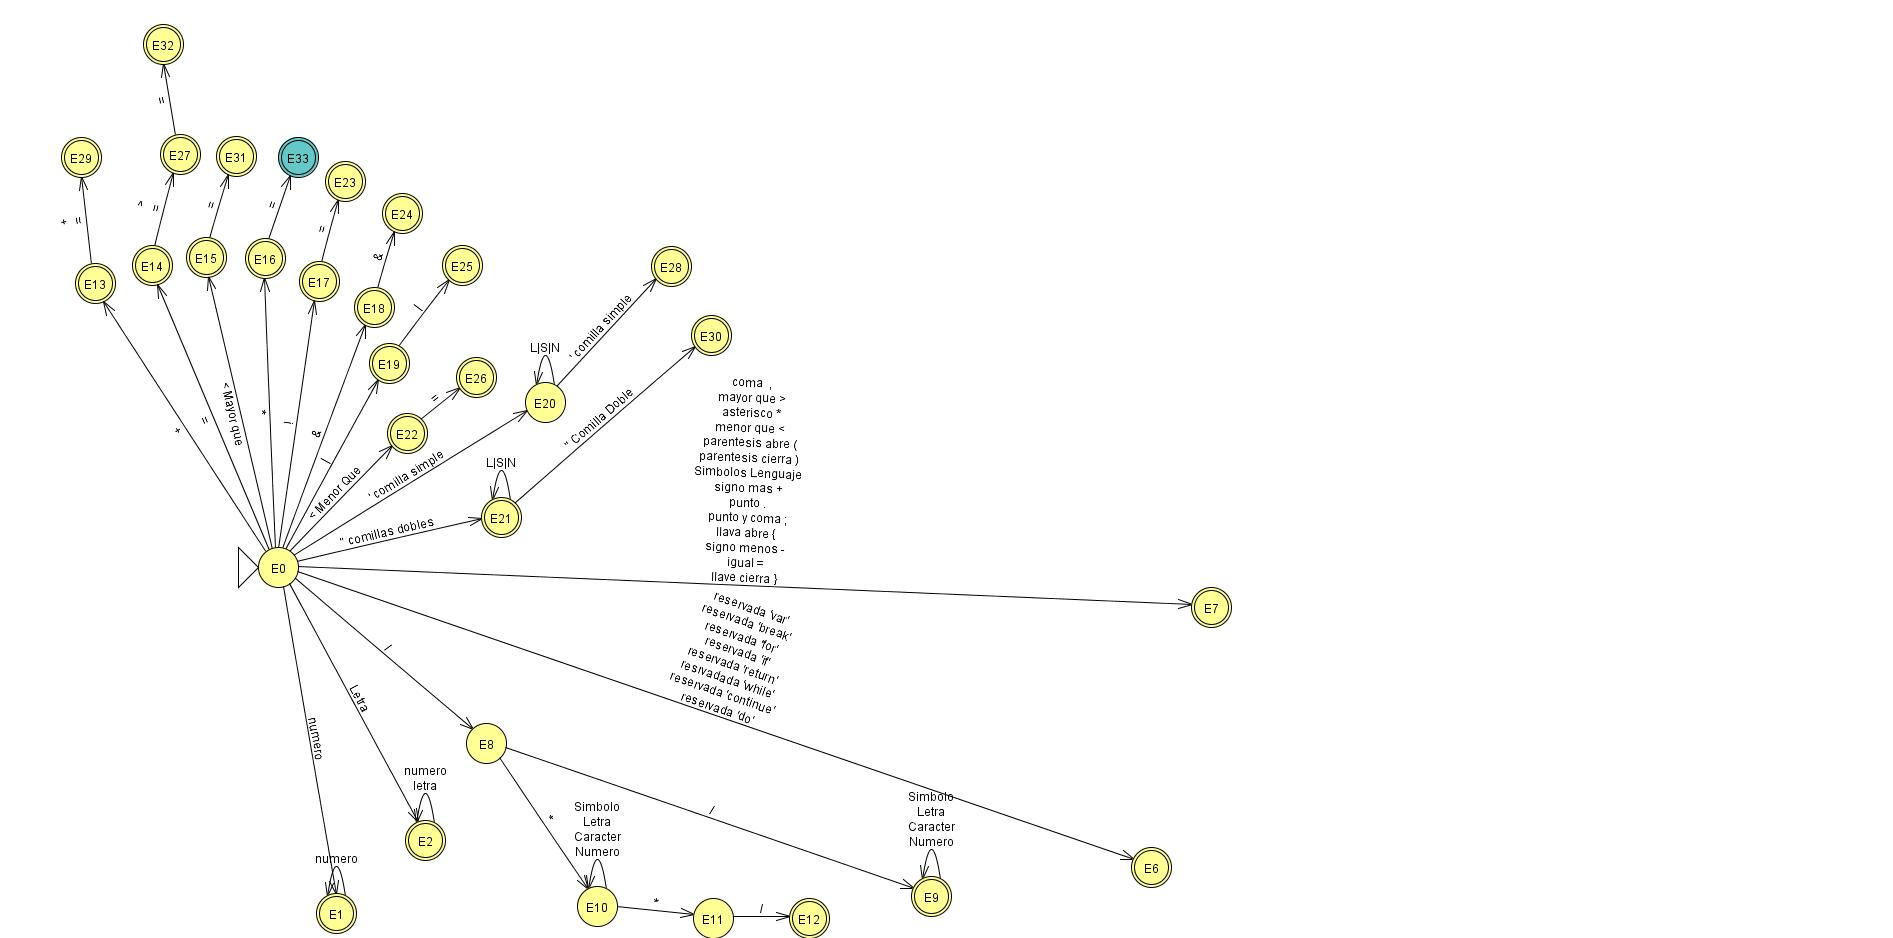 E32
=
E29
E27
E31
E33
E23
E24
+
=
^
=
=
=
=
&
E25
E28
E13
E14
E15
E16
E17
E18
|
' comilla simple
E19
E26
=
L|S|N
E30
E20
E22
" Comilla Doble
+
=
< Mayor que
*
!
&
|
< Menor Que
' comilla simple
L|S|N
E21
" comillas dobles
coma ,
mayor que >
asterisco *
menor que <
parentesis abre (
parentesis cierra )
Simbolos Lenguaje
signo mas +
punto .
punto y coma ;
llava abre {
signo menos -
igual =
llave cierra }
E0
E7
reservada 'var'
reservada 'break'
reservada 'for'
reservada 'if'
reservada 'return'
resrvadada 'while'
reservada 'continue'
reservada 'do'
/
Letra
numero
E8
numero
letra
E2
*
/
Simbolo
Letra
Caracter
Numero
Simbolo
Letra
Caracter
Numero
E6
numero
E1
E10
*
E11
/
E12
E9